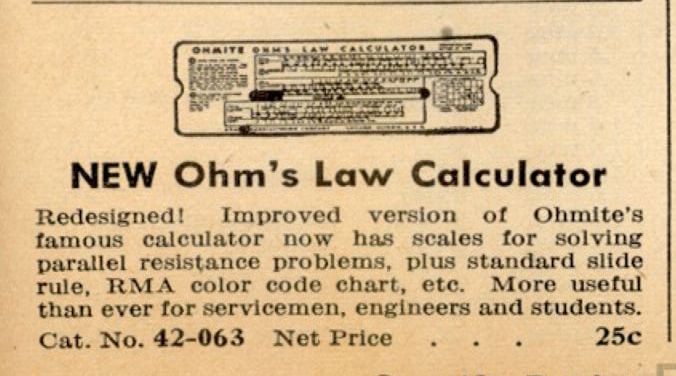 OHMITE OHM'S LAW CALCULATOR
NEW Ohm's Law Calculator
Redesigned! Improved version of Ohmite's
famous calculator now has scales for solving
parallel resistance problems, plus standard slide
rule, RMA color code chart, etc. More useful
than ever for servicemen, engineers and students.
Cat. No. 42-063 Net Price . . . 25c